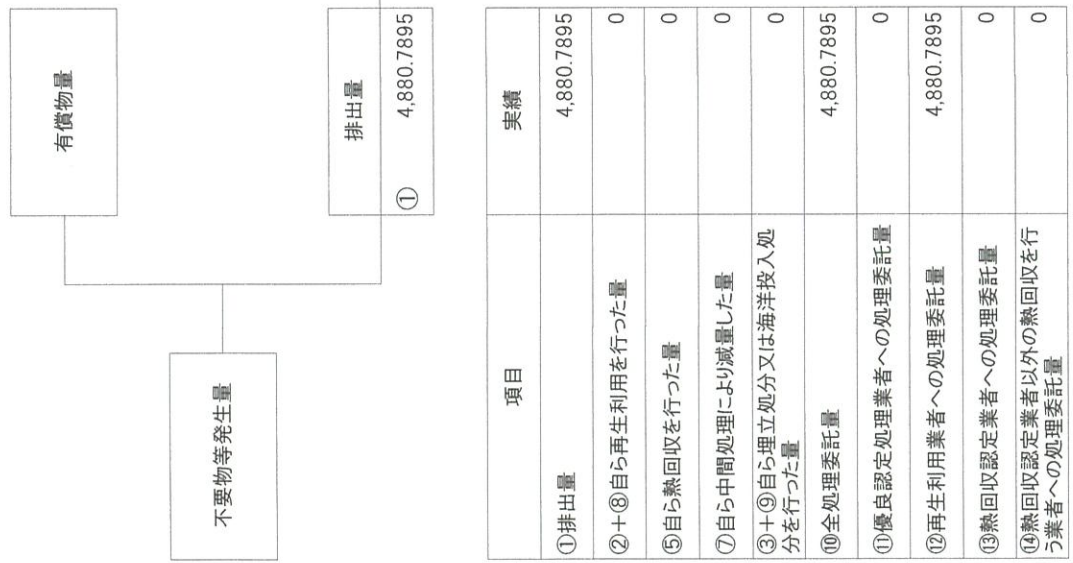 不要物等発生量
有償物量
排出量
① 4,880.7895
項目 実績
①排出量 4,880.7895
②+⑧自ら再生利用を行った量 0
⑤自ら熱回収を行った量 0
⑦自ら中間処理により減量した量 0
③+⑨自ら埋立処分又は海洋投入処
分を行った量 0
⑩全処理委託量 4,880.7895
⑪優良認定処理業者への処理委託量 0
⑫再生利用業者への処理委託量 4,880.7895
⑬熱回収認定業者への処理委託量 0
⑭熱回収認定業者以外の熱回収を行
う業者への処理委託量 0